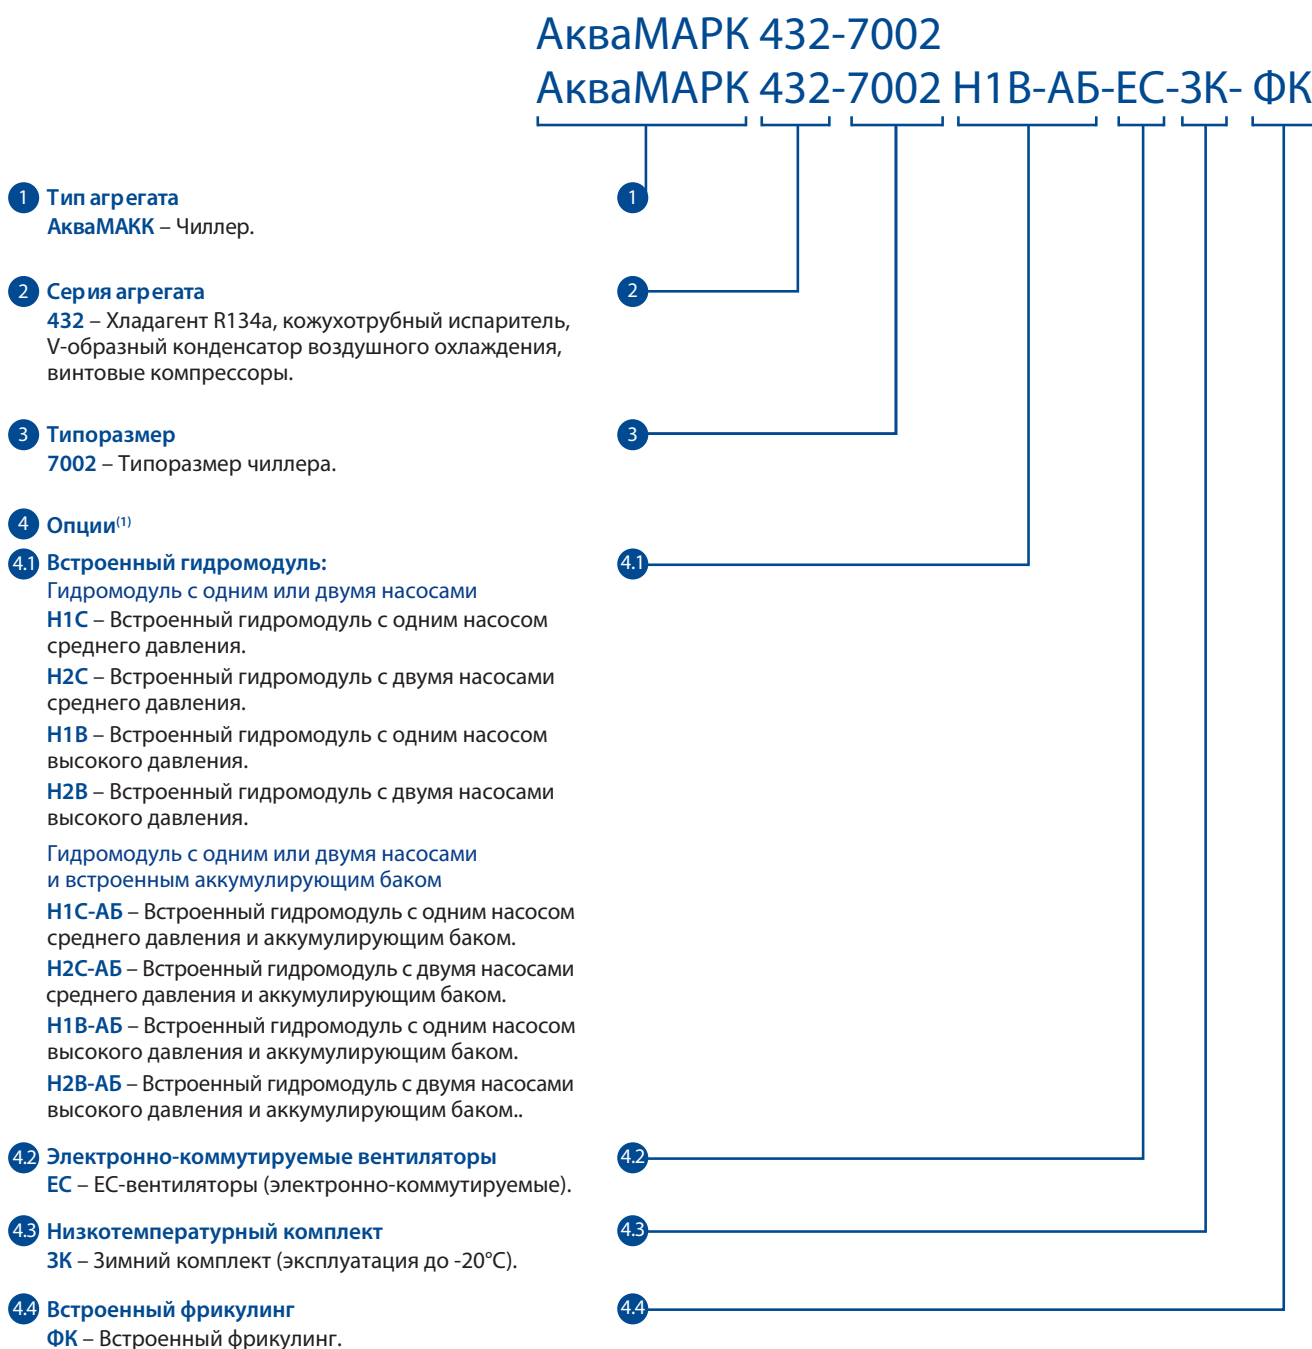 АкваМАРК 432-7002
АкваМАРК 432-7002 Н1В-АБ-ЕС-ЗК- ФК
1 Тип агрегата
АкваМАКК – Чиллер.
1
2 Серия агрегата
432 – Хладагент R134a, кожухотрубный испаритель,
V-образный конденсатор воздушного охлаждения,
винтовые компрессоры.
2
3 Типоразмер
7002 – Типоразмер чиллера.
3
4 Опции(1)
4.1 Встроенный гидромодуль:
Гидромодуль с одним или двумя насосами
Н1С – Встроенный гидромодуль с одним насосом
среднего давления.
Н2С – Встроенный гидромодуль с двумя насосами
среднего давления.
Н1В – Встроенный гидромодуль с одним насосом
высокого давления.
Н2В – Встроенный гидромодуль с двумя насосами
высокого давления.
Гидромодуль с одним или двумя насосами
и встроенным аккумулирующим баком
Н1С-АБ – Встроенный гидромодуль с одним насосом
среднего давления и аккумулирующим баком.
Н2С-АБ – Встроенный гидромодуль с двумя насосами
среднего давления и аккумулирующим баком.
Н1В-АБ – Встроенный гидромодуль с одним насосом
высокого давления и аккумулирующим баком.
Н2В-АБ – Встроенный гидромодуль с двумя насосами
высокого давления и аккумулирующим баком..
4.1
4.2 Электронно-коммутируемые вентиляторы
ЕС – ЕС-вентиляторы (электронно-коммутируемые).
4.2
4.3 Низкотемпературный комплект
ЗК – Зимний комплект (эксплуатация до -20°С).
4.3
4.4 Встроенный фрикулинг
ФК – Встроенный фрикулинг.
4.4